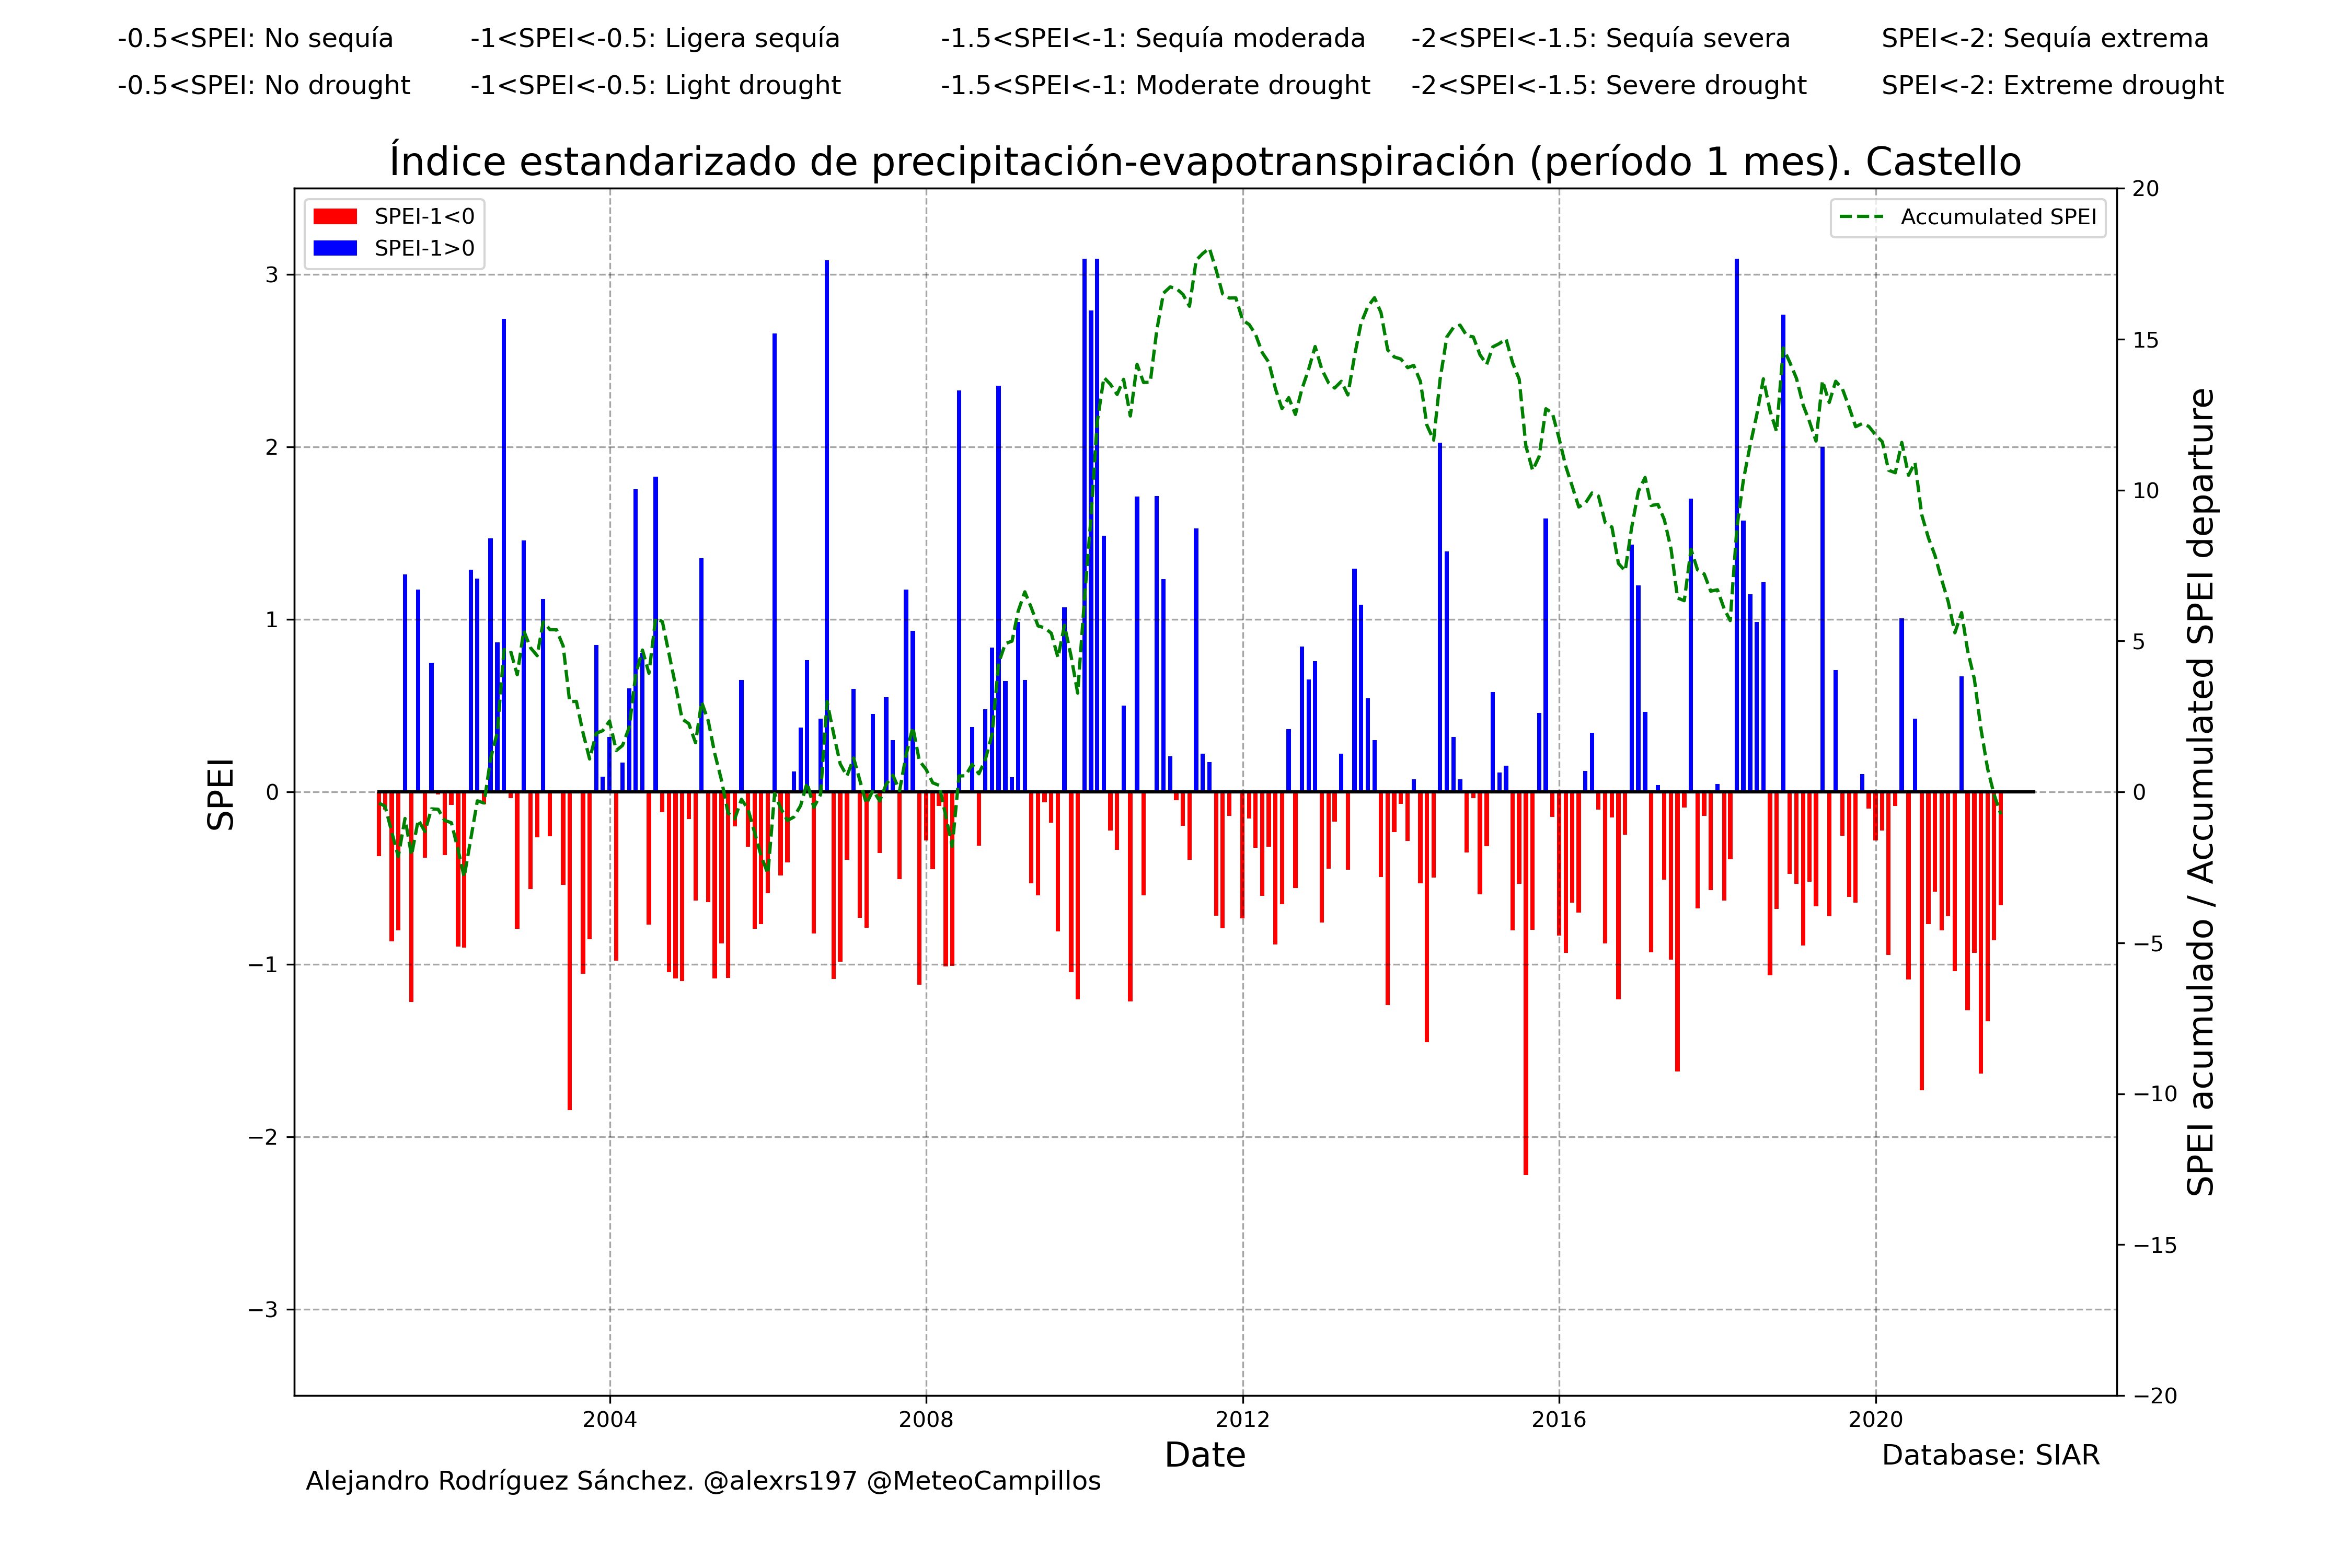 -0.5<SPEI: No sequía -1<SPEI<-0.5: Ligera sequía -1.5<SPEI<-1: Sequía moderada -2<SPEI<-1.5: Sequía severa SPEI<-2: Sequía extrema
-0.5<SPEI: No drought -1<SPEI<-0.5: Light drought -1.5<SPEI<-1: Moderate drought -2<SPEI<-1.5: Severe drought SPEI<-2: Extreme drought
Índice estandarizado de precipitación-evapotranspiración (período 1 mes). Castello
SPEI-1<0
SPEI-1>0
Accumulated SPEI
SPEI
3
2
1
0
−1
−2
−3
20
15
10
5
0
−5
−10
−15
−20
SPEI acumulado / Accumulated SPEI departure
2004 2008 2012 2016 2020
Date
Database: SIAR
Alejandro Rodríguez Sánchez. @alexrs197 @MeteoCampillos